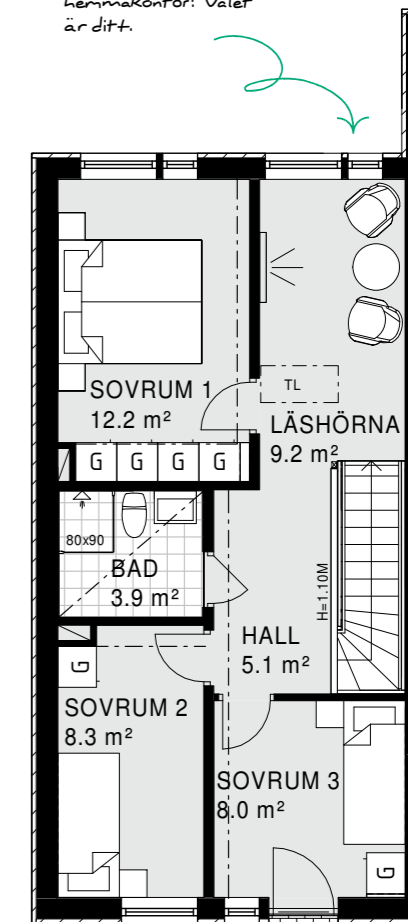 hemmakontor? Valet
är ditt.
SOVRUM 1
12.2 m²
TL
LÄSHÖRNA
9.2 m²
G G G G
80x90
BAD
3.9 m²
H=1.10M
HALL
5.1 m²
G
SOVRUM 2
8.3 m²
SOVRUM 3
8.0 m²
G